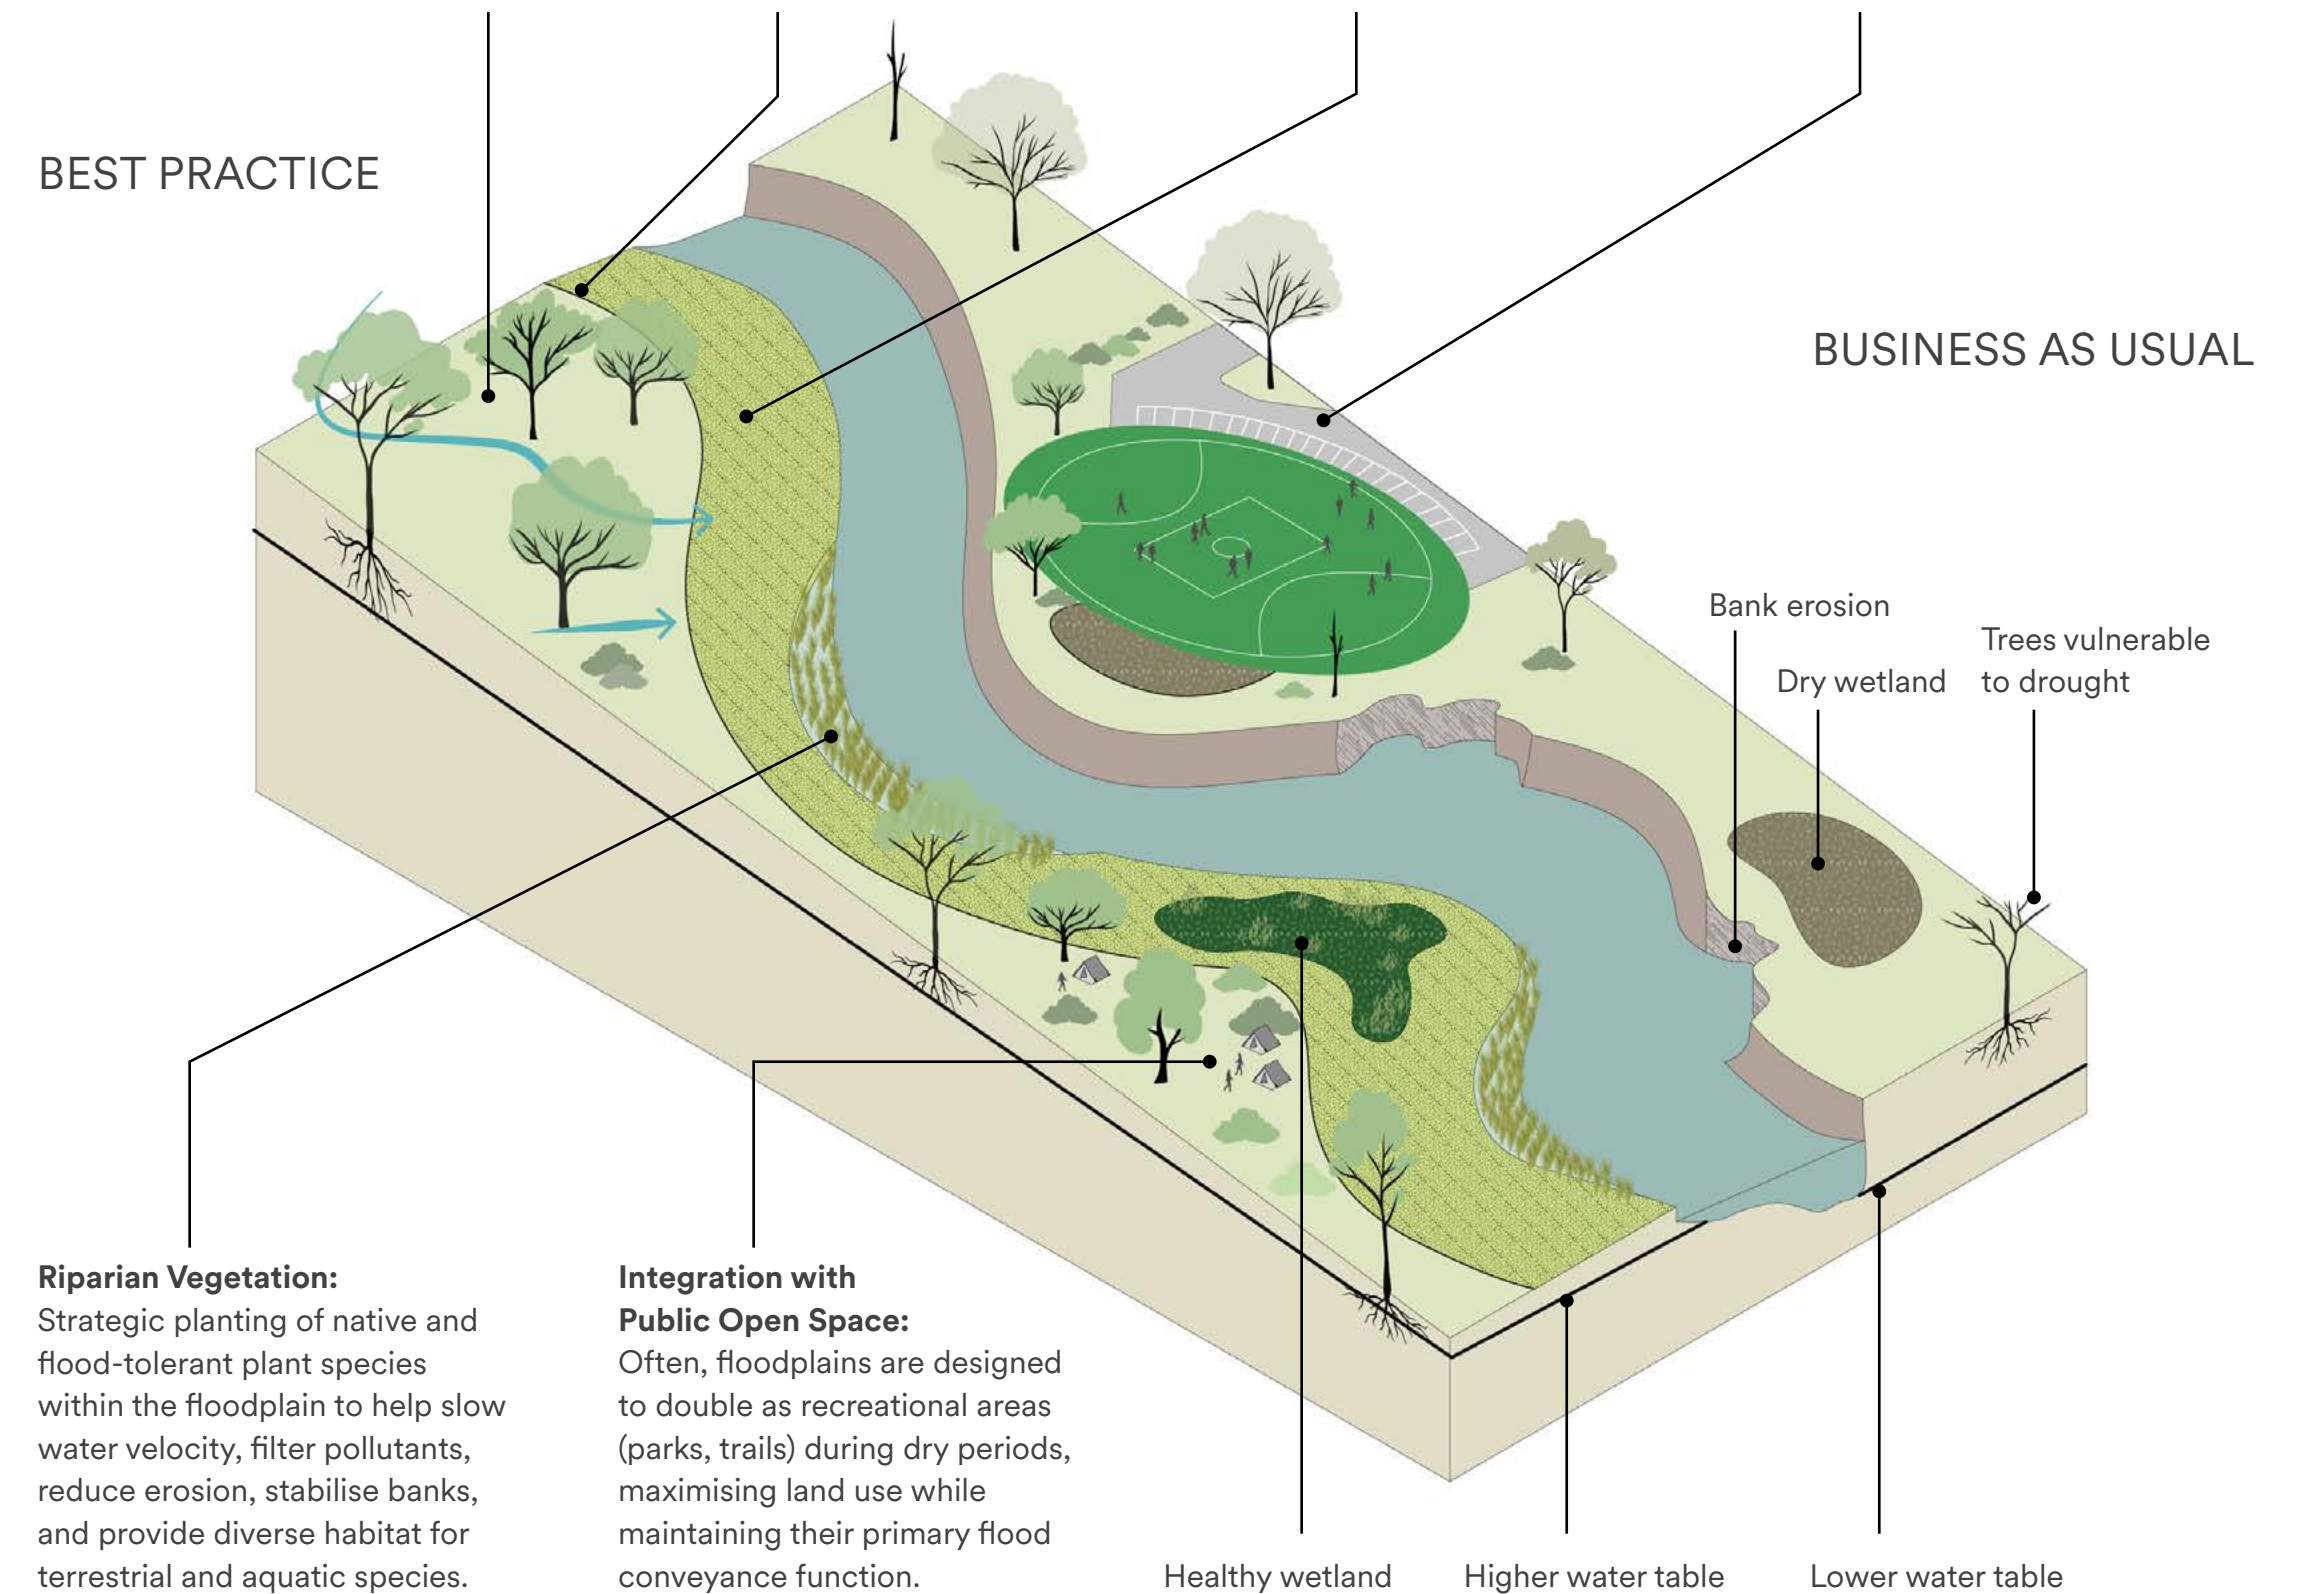 BEST PRACTICE
BUSINESS AS USUAL
Bank erosion
Dry wetland
Trees vulnerable
to drought
Riparian Vegetation:
Strategic planting of native and
flood-tolerant plant species
within the floodplain to help slow
water velocity, filter pollutants,
reduce erosion, stabilise banks,
and provide diverse habitat for
terrestrial and aquatic species.
Integration with
Public Open Space:
Often, floodplains are designed
to double as recreational areas
(parks, trails) during dry periods,
maximising land use while
maintaining their primary flood
conveyance function.
Healthy wetland
Higher water table
Lower water table